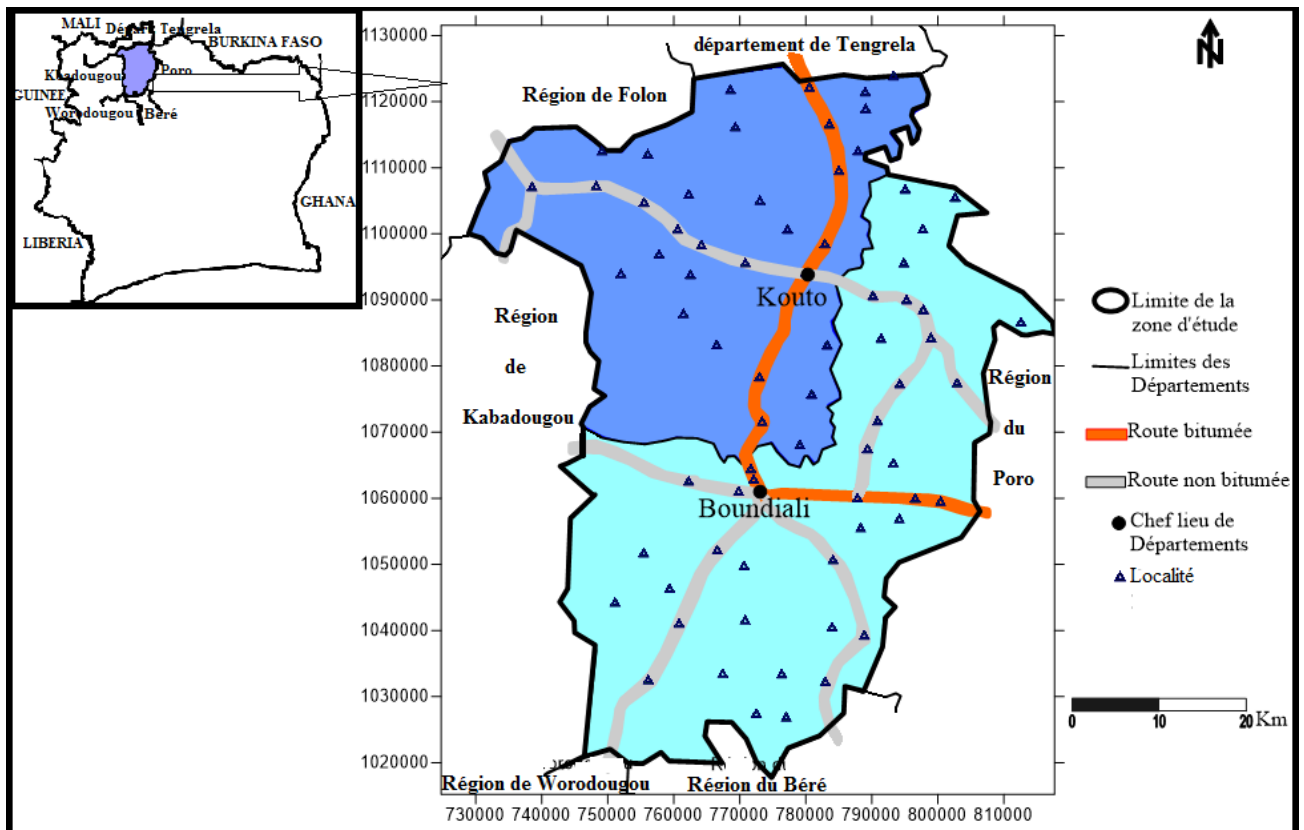 MALI
Départ Tengrela
BURKINA FASO
Kbadougou
Poro
GUINEE
Worodougou
Béré
GHANA
LIBERIA
N
1130000
1120000
1110000
1100000
1090000
1080000
1070000
1060000
1050000
1040000
1030000
1020000
département de Tengrela
Région de Folon
Kouto
Région
de
Kabadougou
Région
du
Poro
Boundiali
Région de Worodougou
Région du Béré
730000 740000 750000 760000 770000 780000 790000 800000 810000
Limite de la
zone d'étude
Limites des
Départements
Route bitumée
Route non bitumée
Chef lieu de
Départements
Localité
0 10 20 Km